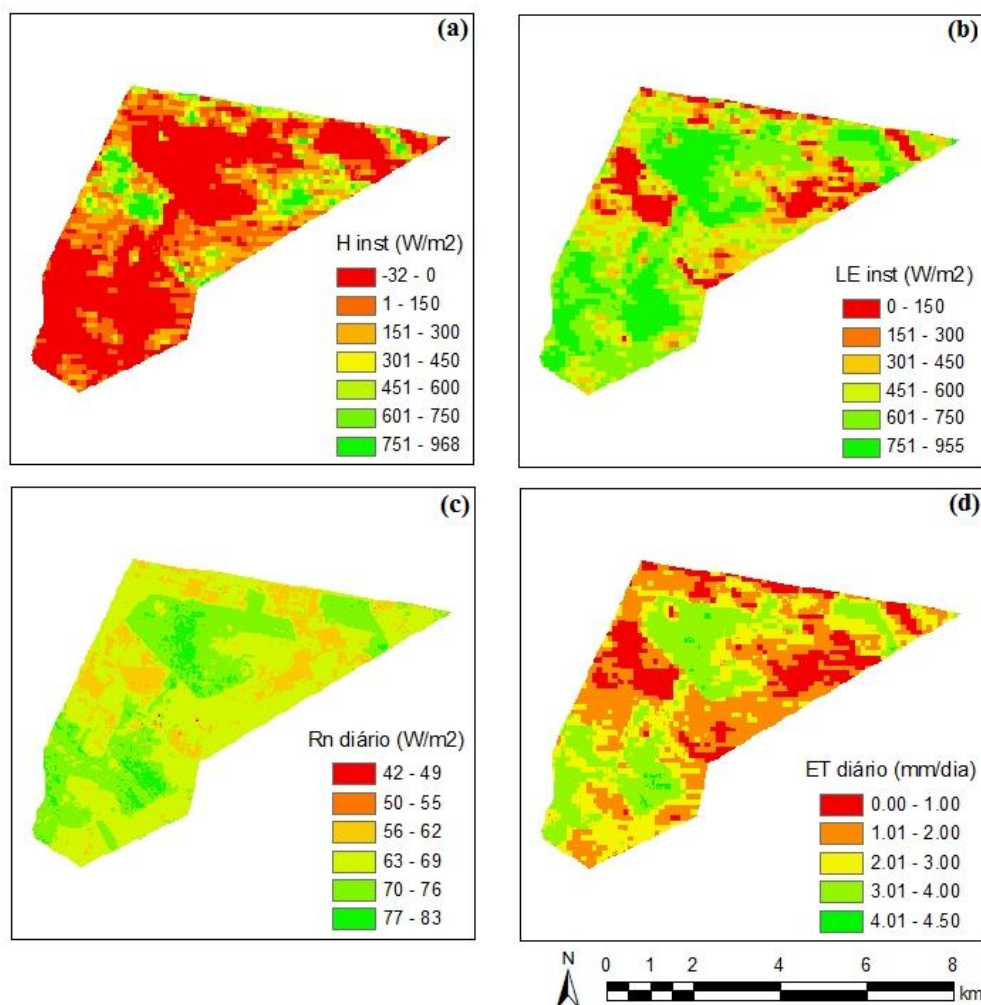 (a)
H inst (W/m2)
-32 - 0
1 - 150
151 - 300
301 - 450
451 - 600
601 - 750
751 - 968
(b)
LE inst (W/m2)
0 - 150
151 - 300
301 - 450
451 - 600
601 - 750
751 - 955
(c)
Rn diário (W/m2)
42 - 49
50 - 55
56 - 62
63 - 69
70 - 76
77 - 83
(d)
ET diário (mm/dia)
0.00 - 1.00
1.01 - 2.00
2.01 - 3.00
3.01 - 4.00
4.01 - 4.50
N
0 1 2 4 6 8
km